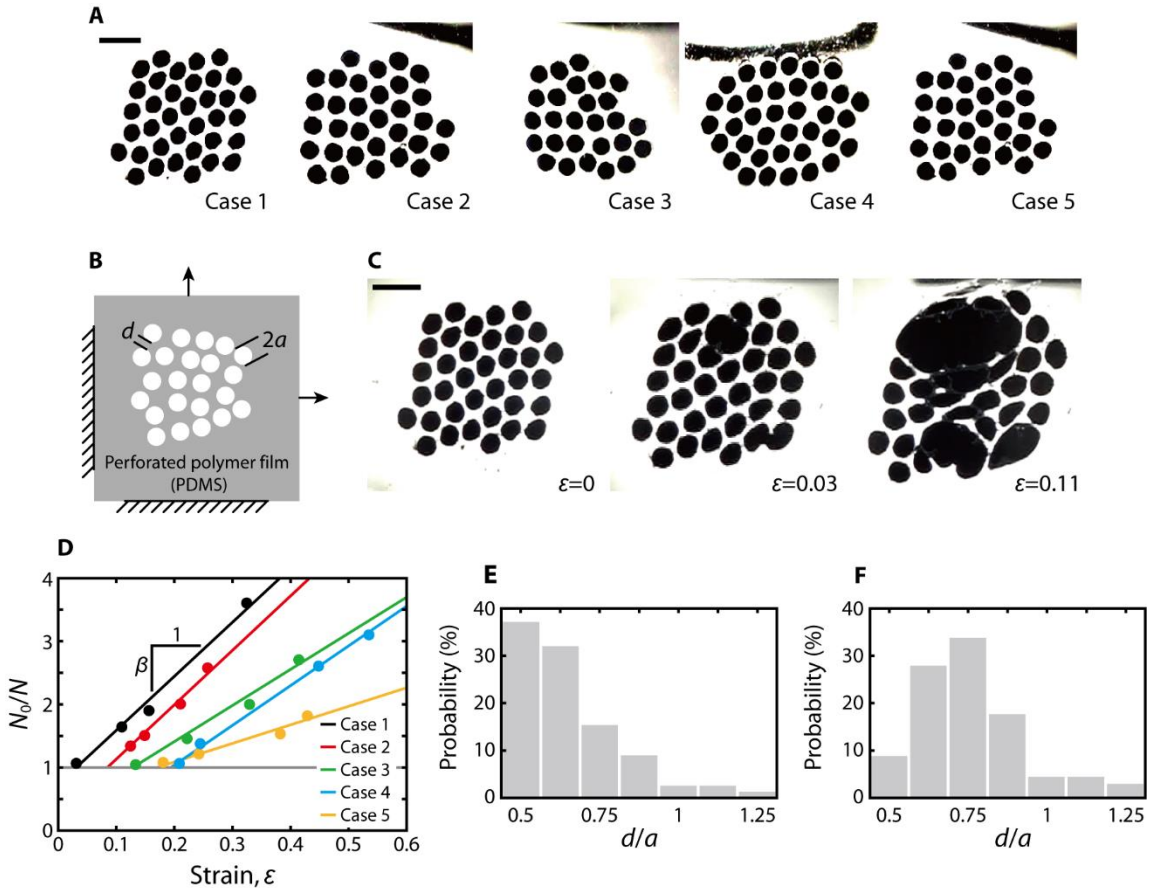 A
Case 1
Case 2
Case 3
Case 4
Case 5
B
d
2a
Perforated polymer film
(PDMS)
C
ε=0
ε=0.03
ε=0.11
D
N₀/N
4
3
2
1
0
0
0.1
0.2
0.3
0.4
0.5
0.6
Strain, ε
1
β
Case 1
Case 2
Case 3
Case 4
Case 5
E
Probability (%)
40
30
20
10
0
0.5
0.75
1
1.25
d/a
F
Probability (%)
40
30
20
10
0
0.5
0.75
1
1.25
d/a